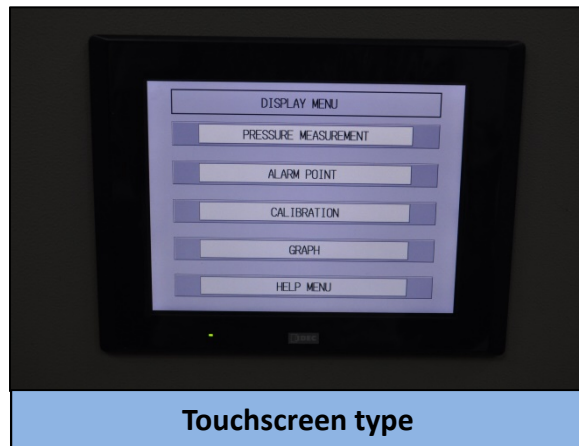 DISPLAY MENU
PRESSURE MEASUREMENT
ALARM POINT
CALIBRATION
GRAPH
HELP MENU
Touchscreen type